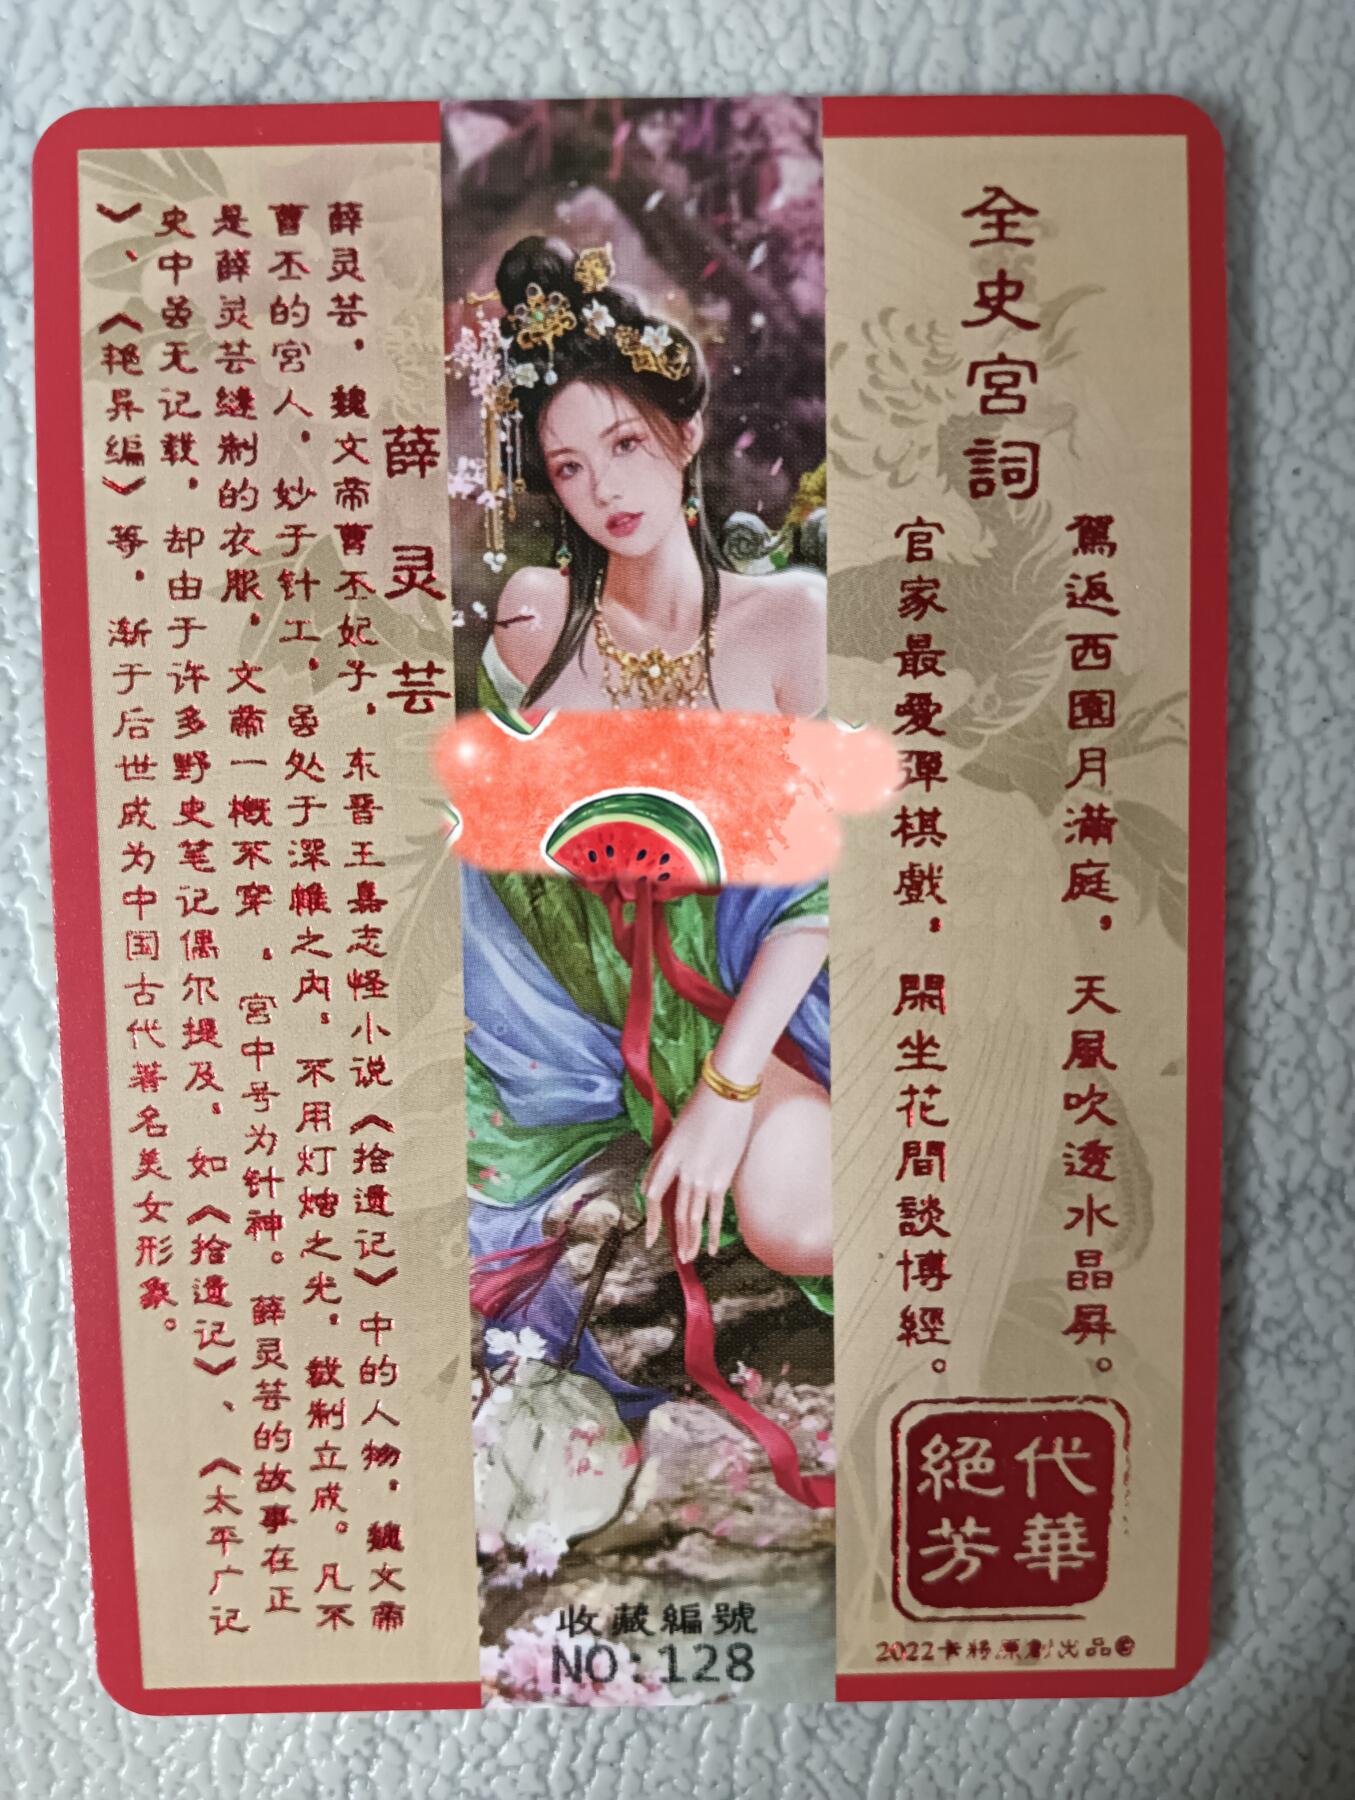 全史宮詞
駕返西園月滿庭，天風吹透水晶屏。
官家最愛彈棋戲，閑坐花間談博經。
代華
絕芳
2022卡將原創出品©
收藏編號
NO:128
薛灵芸
薛灵芸，魏文帝曹丕妃子，东晋王嘉志怪小说《拾遗记》中的人物，魏文帝
曹丕的宫人，妙于针工，虽处于深帷之内，不用灯烛之光，裁制立成。凡不
是薛灵芸缝制的衣服，文帝一概不穿，宫中号为针神。薛灵芸的故事在正
史中虽无记载，却由于许多野史笔记偶尔提及，如《拾遗记》、《太平广记
》、《艳异编》等，渐于后世成为中国古代著名美女形象。